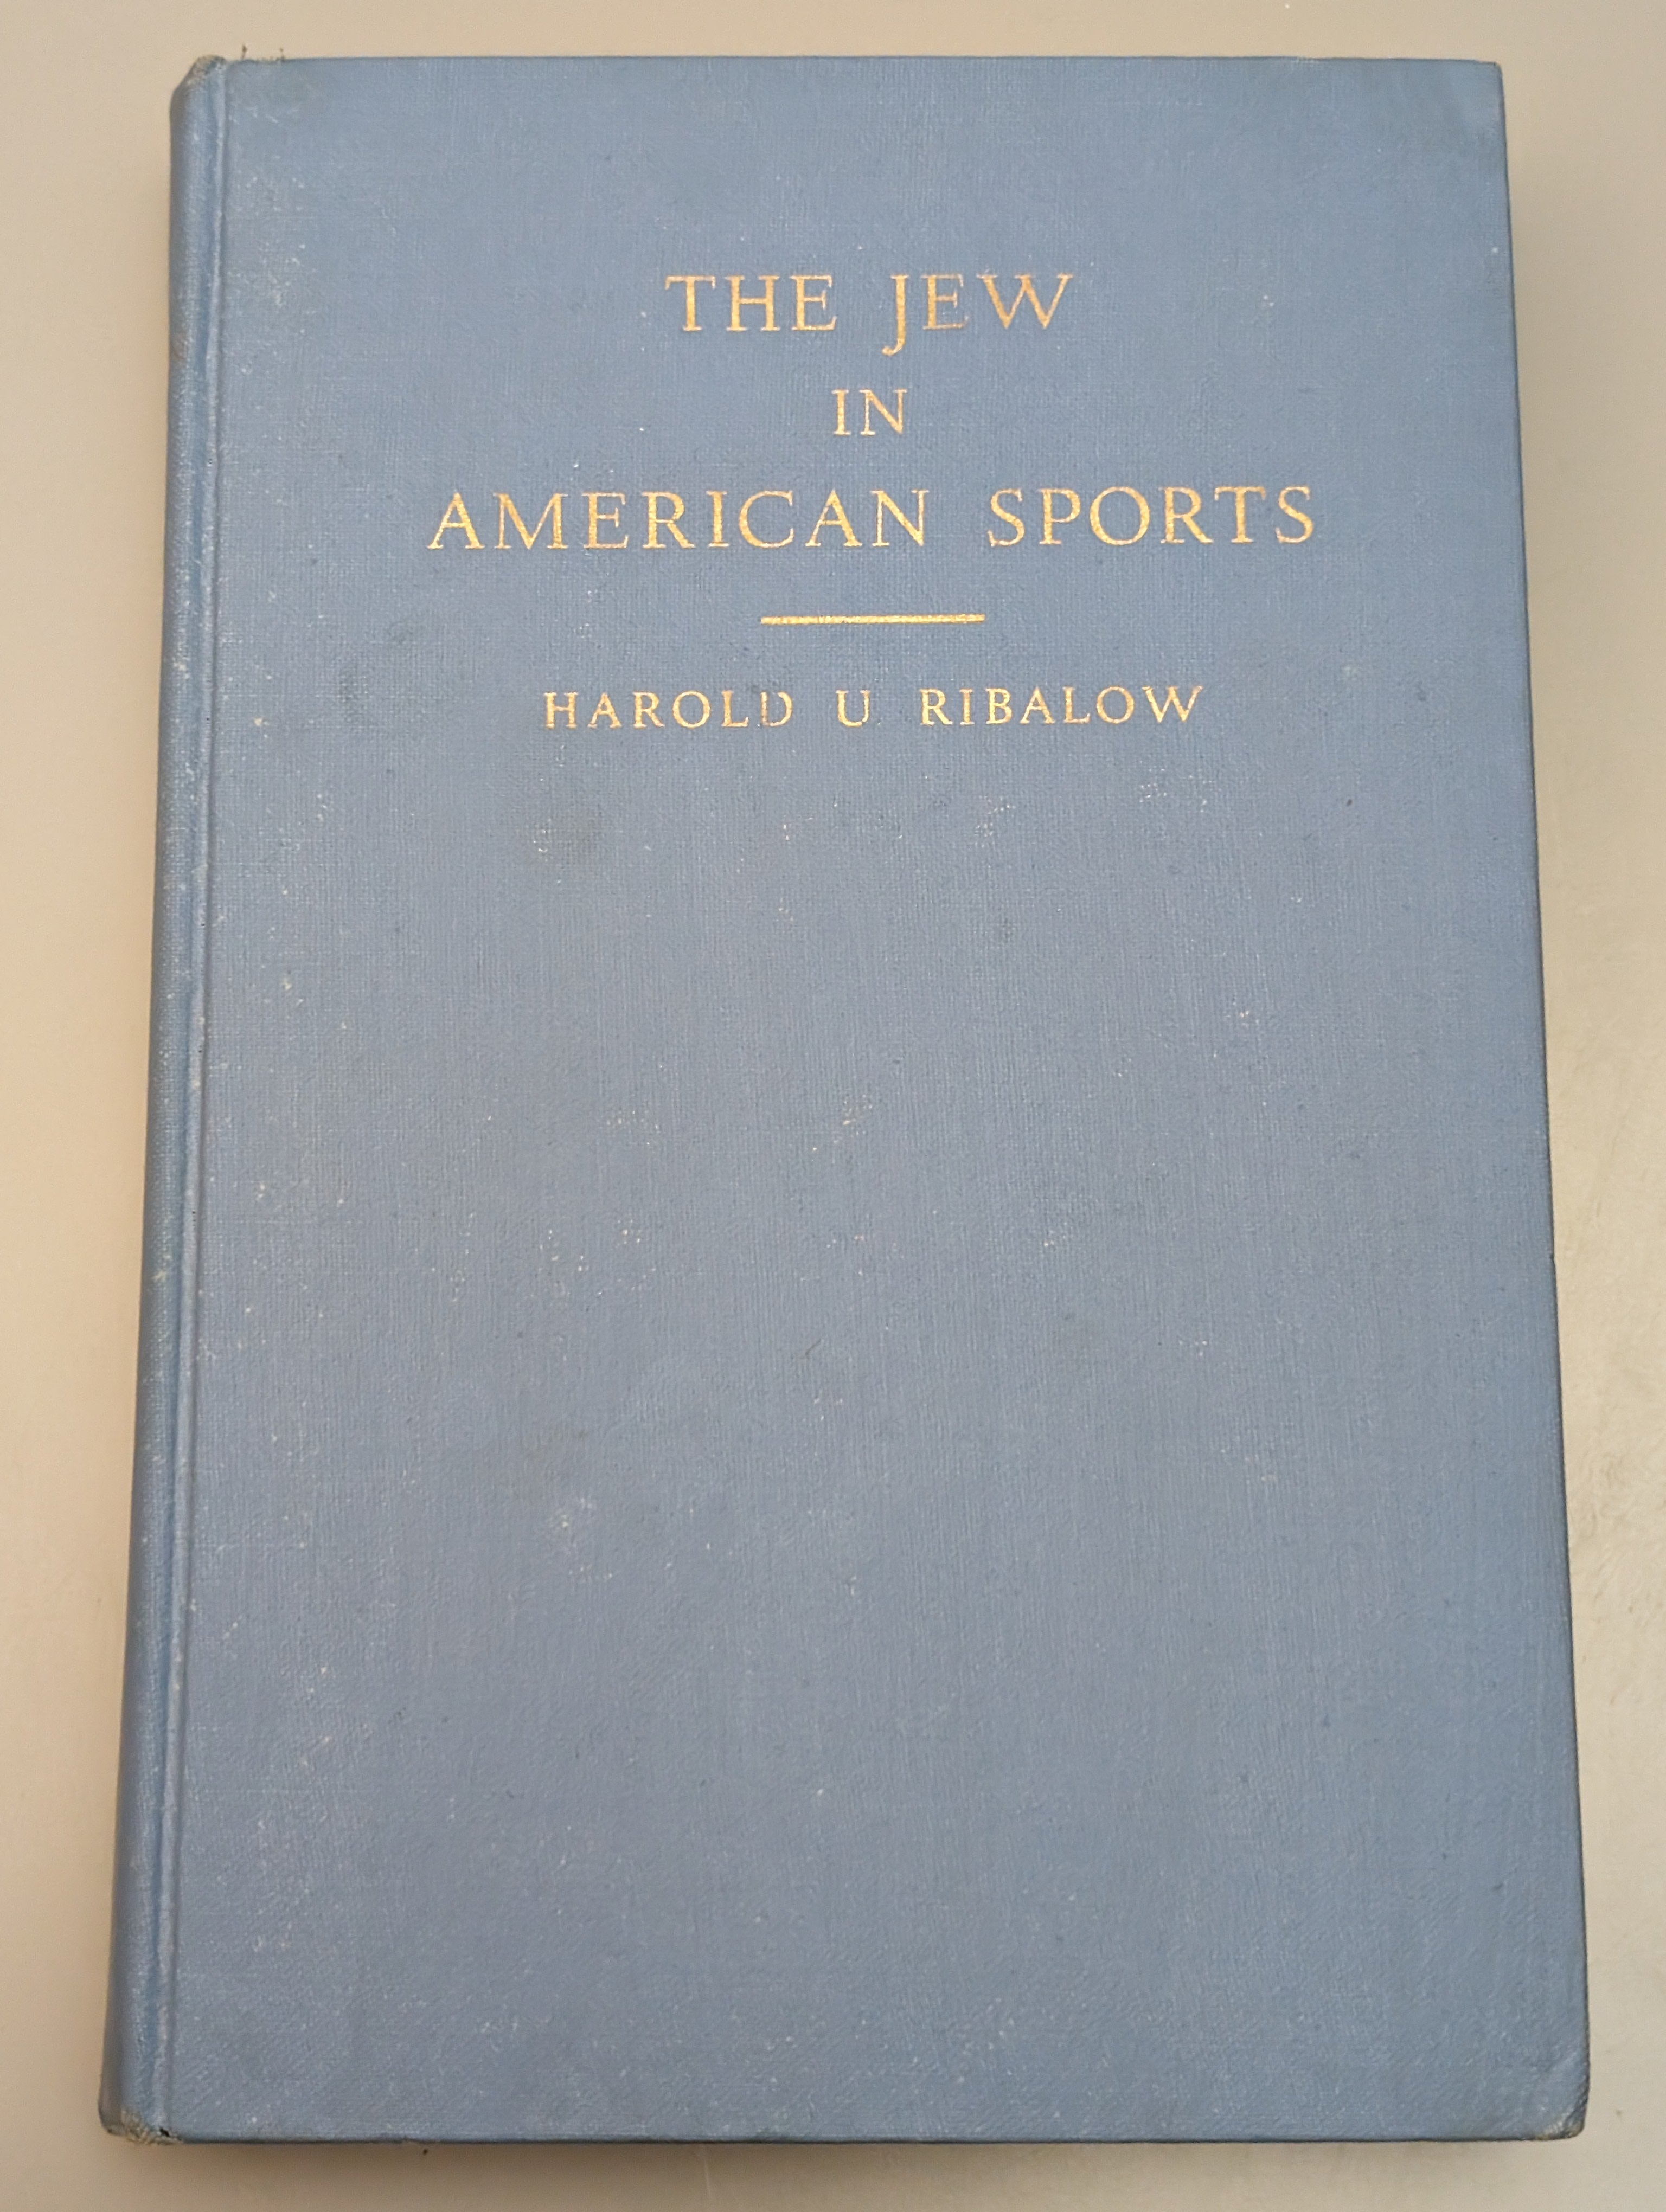 THE JEW
IN
AMERICAN SPORTS
HAROLD U RIBALOW